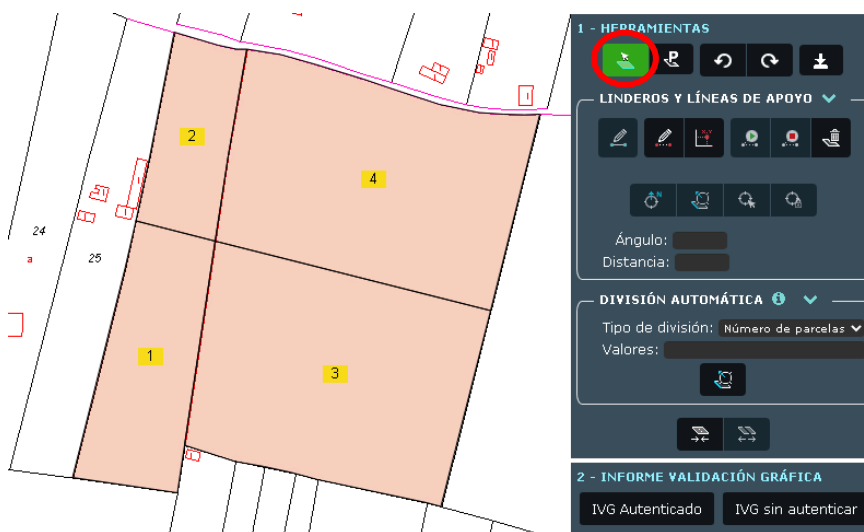 2
4
24
a
25
1
3
1 - HERRAMIENTAS
P
LINDEROS Y LÍNEAS DE APOYO
X,Y
N
Ángulo:
Distancia:
DIVISIÓN AUTOMÁTICA
Tipo de división: Número de parcelas
Valores:
2 - INFORME VALIDACIÓN GRÁFICA
IVG Autenticado IVG sin autenticar